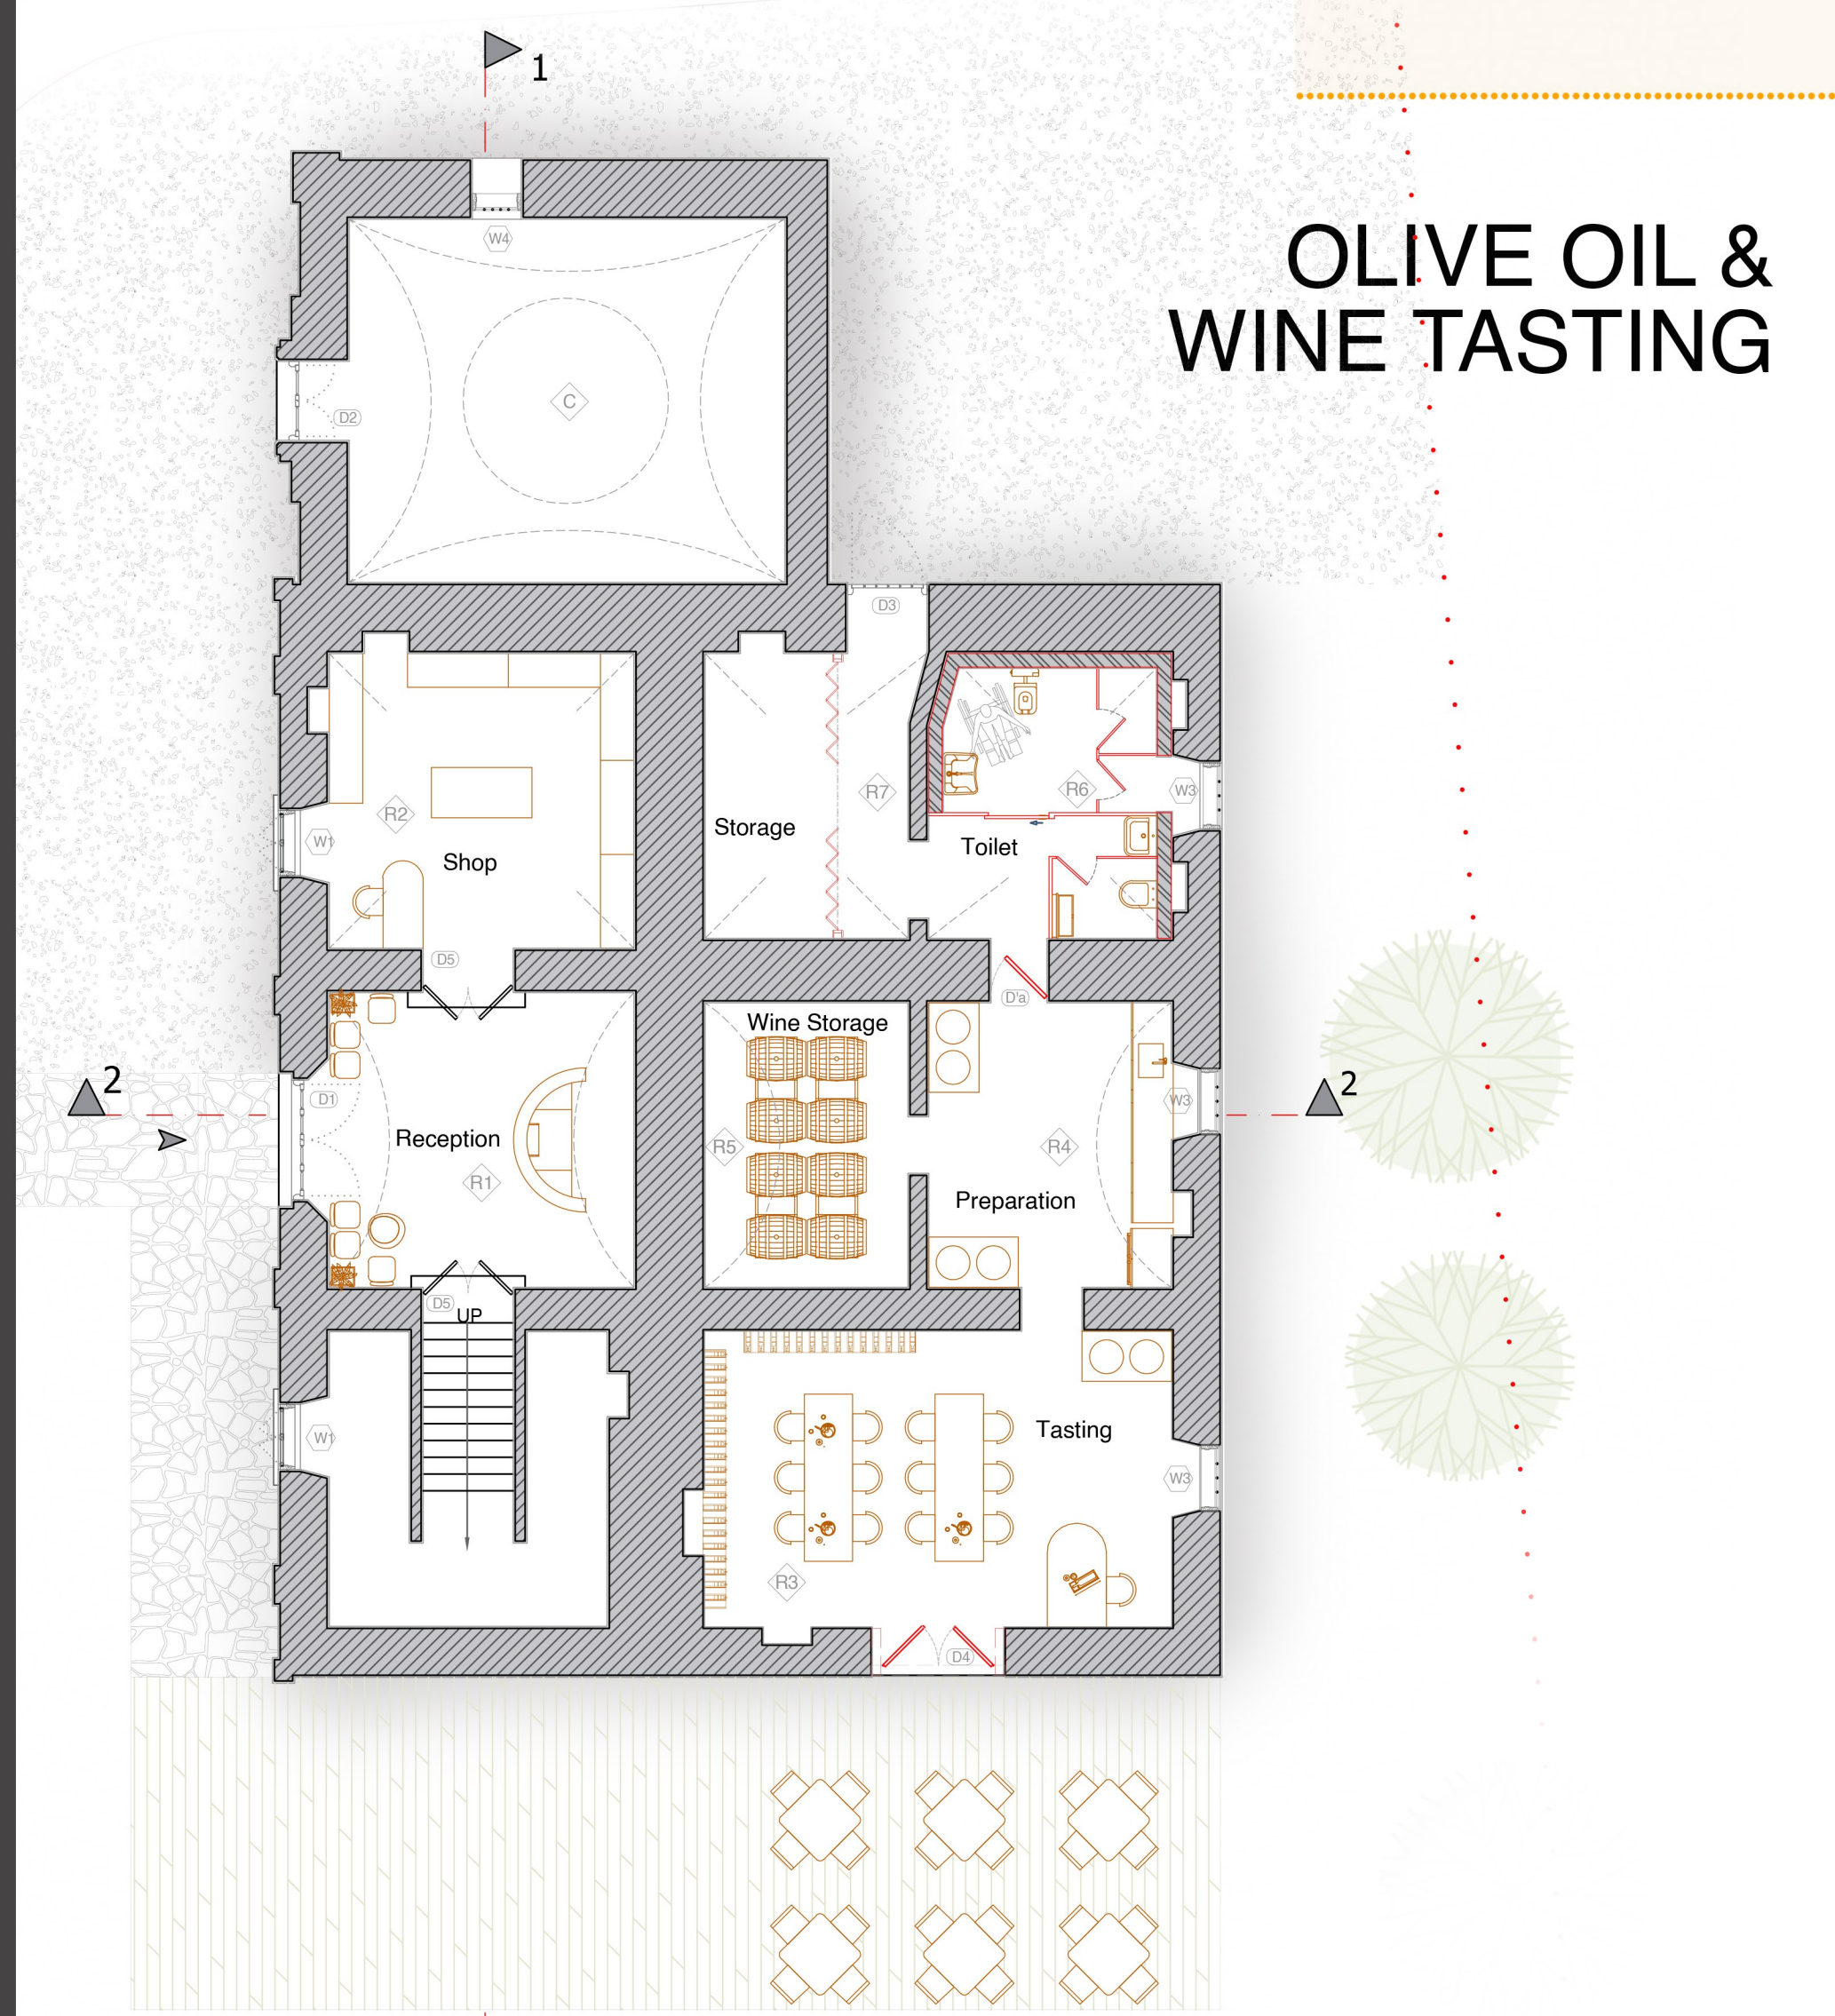 1
OLIVE OIL &
WINE TASTING
W4
D2
C
D3
R2
W1
Shop
Storage
R7
R6
W3
Toilet
D5
D'a
Wine Storage
2
2
D1
Reception
R1
R5
R4
W3
Preparation
D5
UP
W1
Tasting
W3
R3
D4